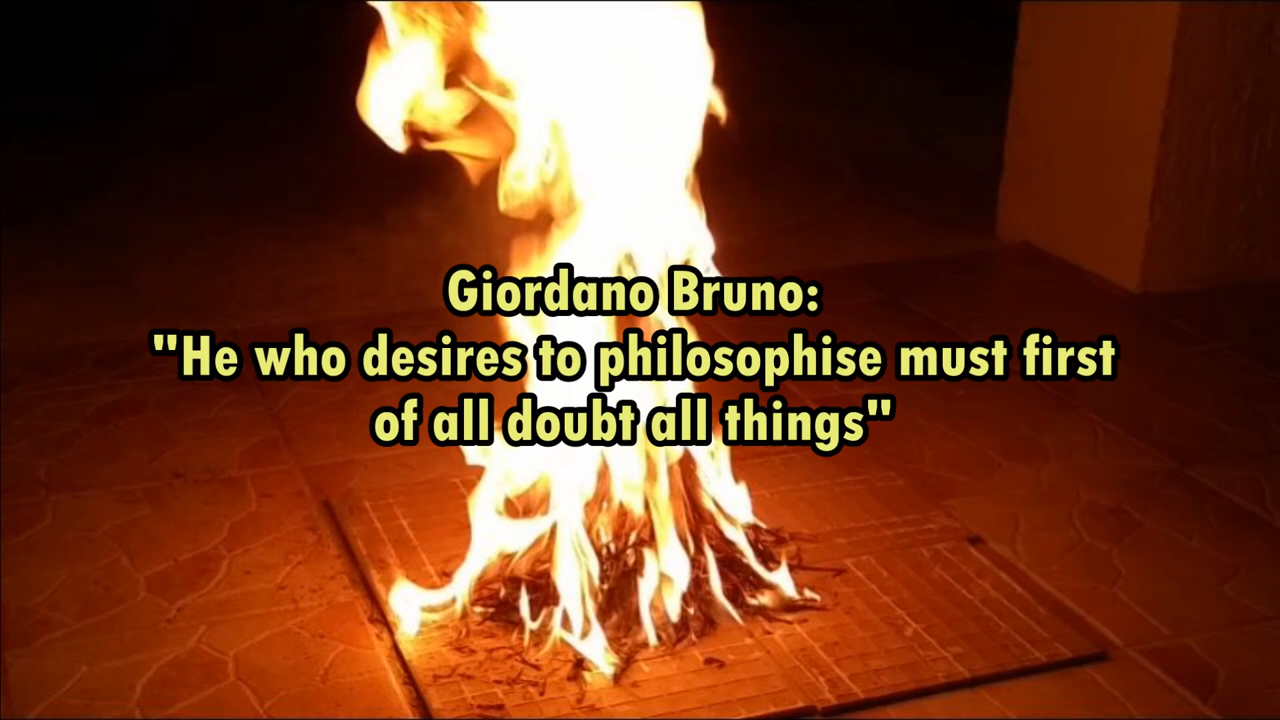 Giordano Bruno:
"He who desires to philosophise must first
of all doubt all things"